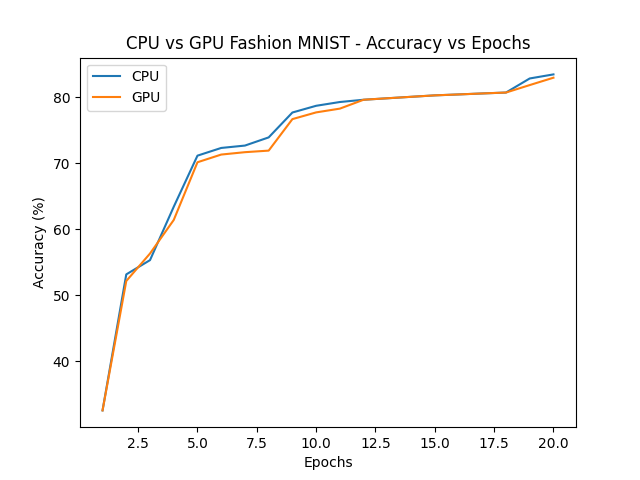 CPU vs GPU Fashion MNIST - Accuracy vs Epochs
CPU
GPU
80
70
60
50
40
Accuracy (%)
2.5 5.0 7.5 10.0 12.5 15.0 17.5 20.0
Epochs